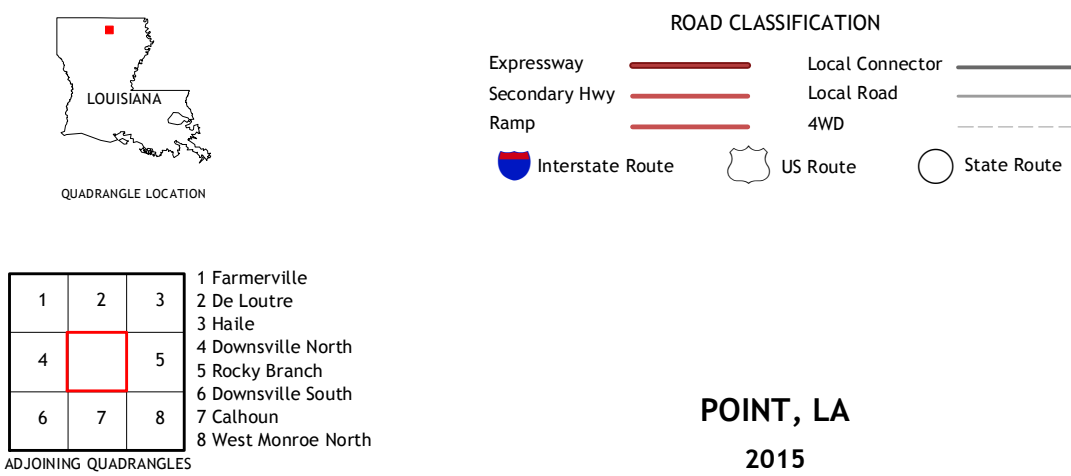 LOUISIANA
QUADRANGLE LOCATION
ROAD CLASSIFICATION
Expressway
Secondary Hwy
Ramp
Local Connector
Local Road
4WD
Interstate Route
US Route
State Route
1 2 3
4 5
6 7 8
1 Farmerville
2 De Loutre
3 Haile
4 Downsville North
5 Rocky Branch
6 Downsville South
7 Calhoun
8 West Monroe North
ADJOINING QUADRANGLES
POINT, LA
2015